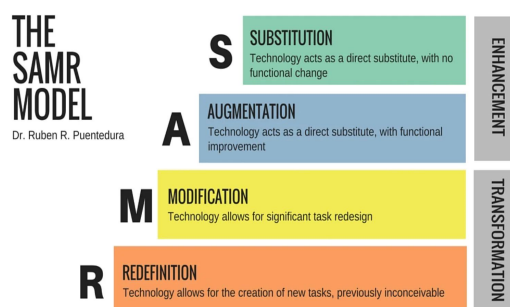 THE
SAMR
MODEL
Dr. Ruben R. Puentedura
S
SUBSTITUTION
Technology acts as a direct substitute, with no
functional change
A
AUGMENTATION
Technology acts as a direct substitute, with functional
improvement
ENHANCEMENT
M
MODIFICATION
Technology allows for significant task redesign
R
REDEFINITION
Technology allows for the creation of new tasks, previously inconceivable
TRANSFORMATION